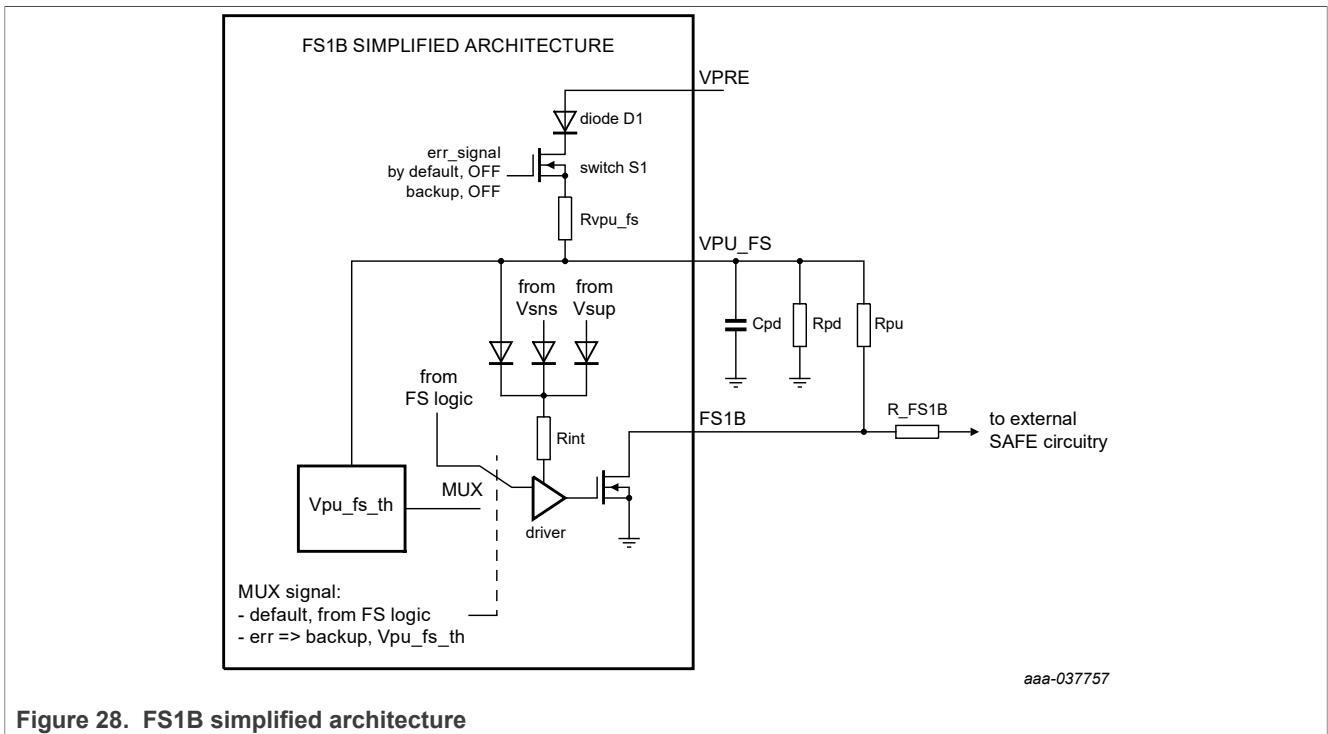 FS1B SIMPLIFIED ARCHITECTURE
VPRE
diode D1
err_signal
by default, OFF
backup, OFF
switch S1
Rvpu_fs
VPU_FS
from
Vsns
from
Vsup
Cpd
Rpd
Rpu
from
FS logic
Rint
FS1B
R_FS1B
to external
SAFE circuitry
MUX
Vpu_fs_th
driver
MUX signal:
- default, from FS logic
- err => backup, Vpu_fs_th
aaa-037757
Figure 28. FS1B simplified architecture